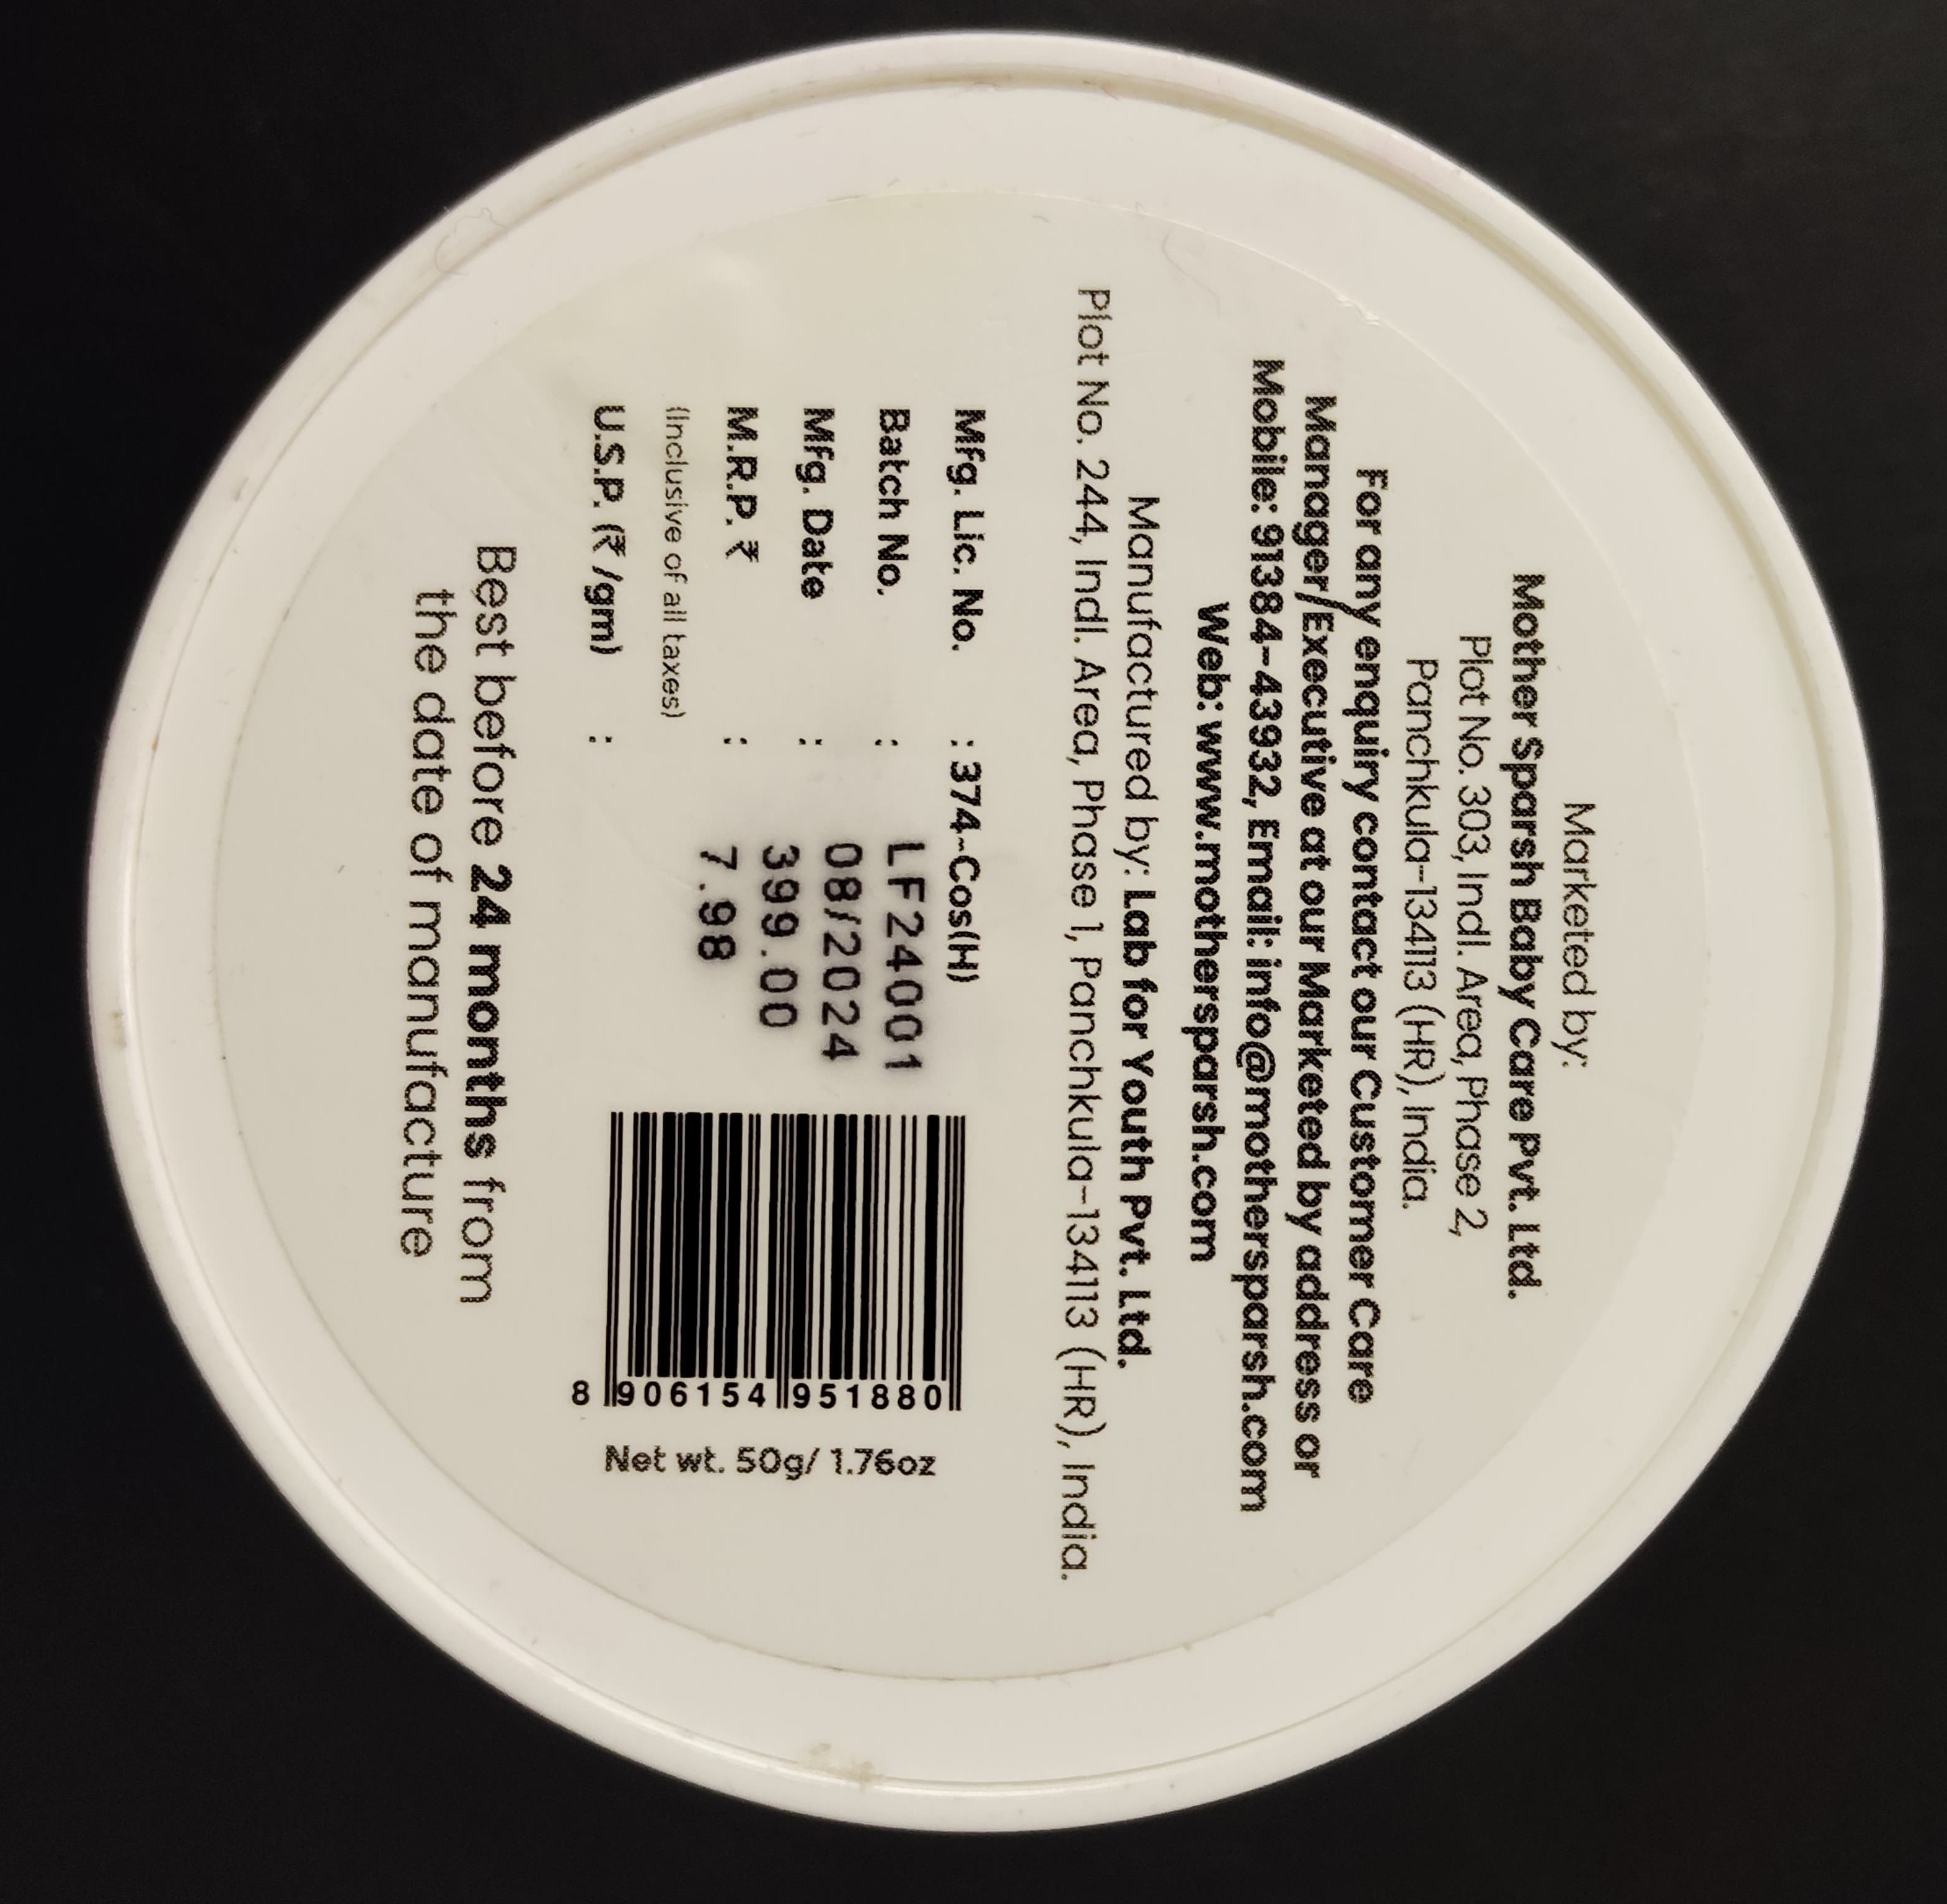 Marketed by:
Mother Sparsh Baby Care Pvt. Ltd.
Plot No. 303, Indl. Area, Phase 2,
Panchkula-134113 (HR), India.
For any enquiry contact our Customer Care
Manager/Executive at our Marketed by address or
Mobile: 91384-43932, Email: info@mothersparsh.com
Web: www.mothersparsh.com
Manufactured by: Lab for Youth Pvt. Ltd.
Plot No. 244, Indl. Area, Phase 1, Panchkula-134113 (HR), India.
Mfg. Lic. No. : 374-Cos(H)
Batch No. : LF24001
Mfg. Date : 08/2024
M.R.P. ₹ : 399.00
(Inclusive of all taxes)
U.S.P. (₹ /gm) : 7.98
8 906154 951880
Net wt. 50g/ 1.76oz
Best before 24 months from
the date of manufacture